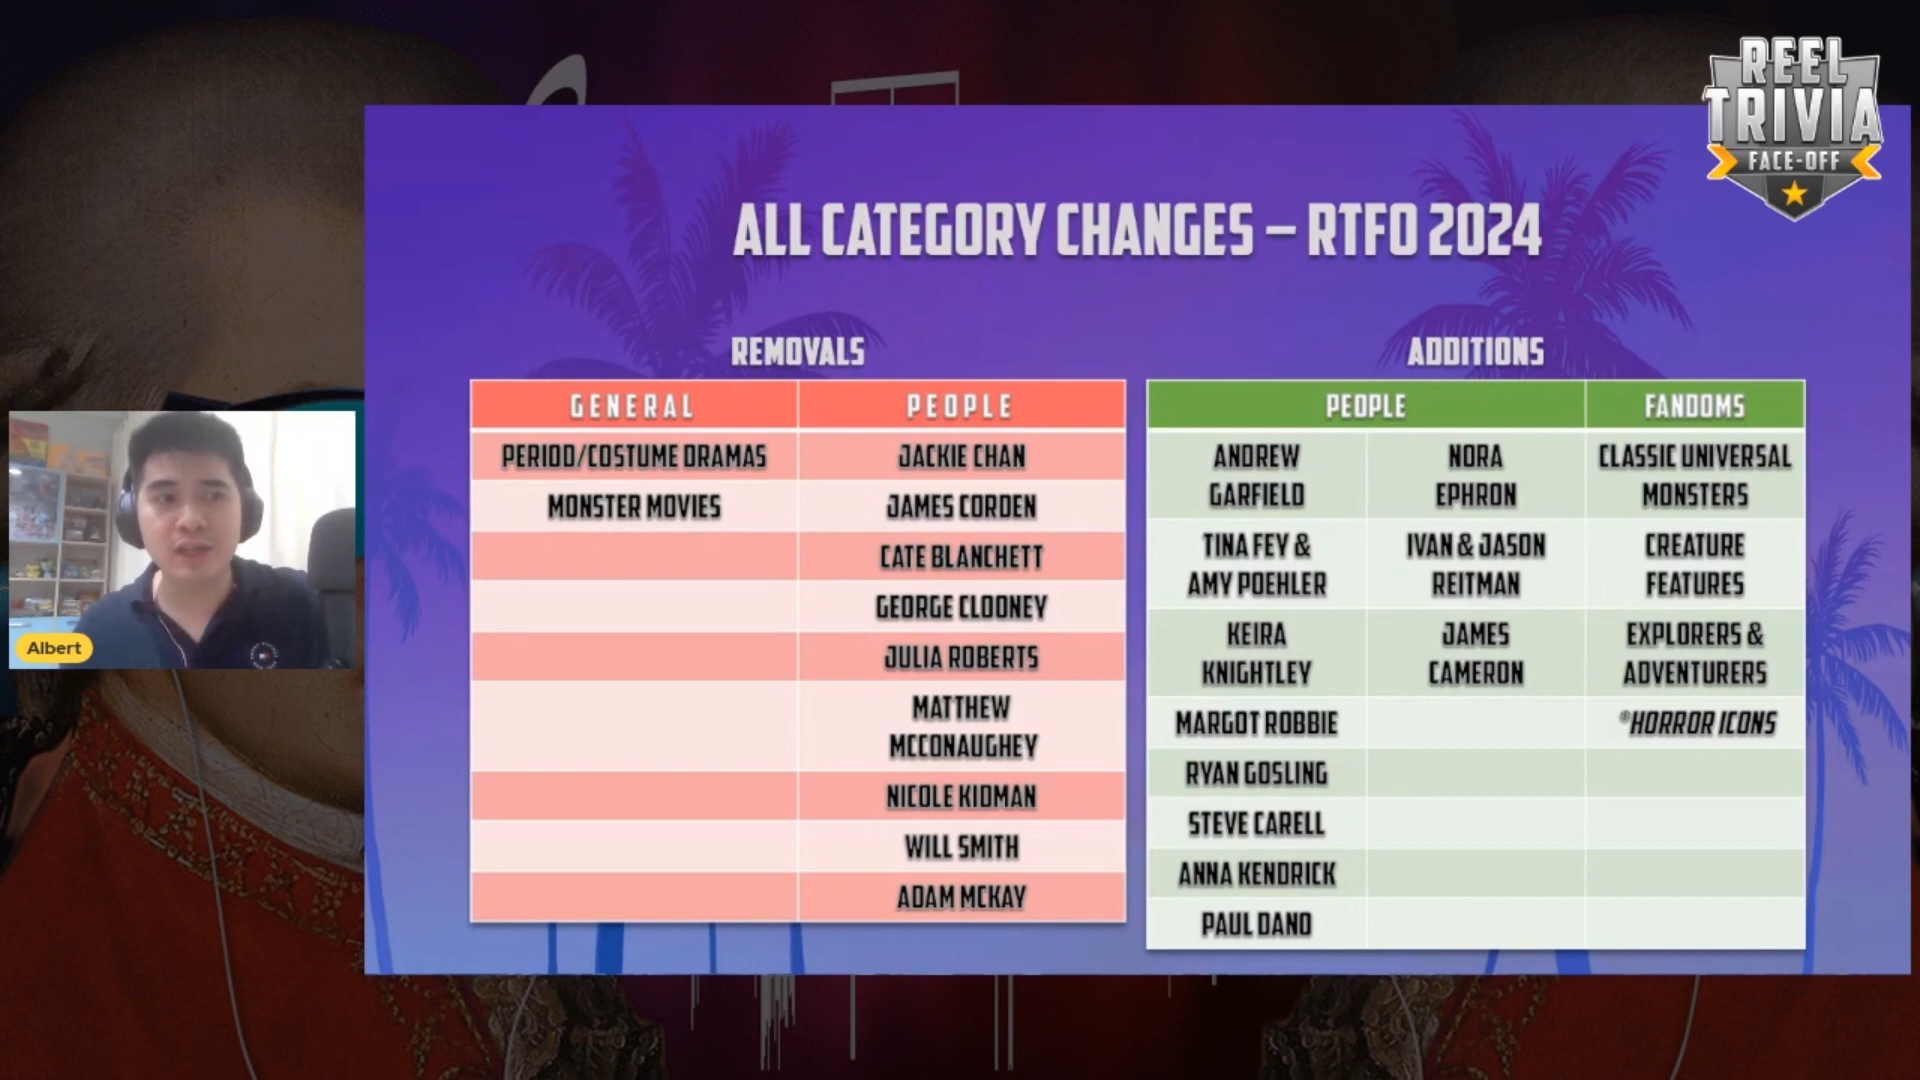 REEL
TRIVIA
FACE-OFF
ALL CATEGORY CHANGES – RTFO 2024
REMOVALS
GENERAL
PEOPLE
PERIOD/COSTUME DRAMAS
JACKIE CHAN
MONSTER MOVIES
JAMES CORDEN
CATE BLANCHETT
GEORGE CLOONEY
JULIA ROBERTS
MATTHEW
MCCONAUGHEY
NICOLE KIDMAN
WILL SMITH
ADAM MCKAY
ADDITIONS
PEOPLE
FANDOMS
ANDREW
GARFIELD
NORA
EPHRON
CLASSIC UNIVERSAL
MONSTERS
TINA FEY &
AMY POEHLER
IVAN & JASON
REITMAN
CREATURE
FEATURES
KEIRA
KNIGHTLEY
JAMES
CAMERON
EXPLORERS &
ADVENTURERS
MARGOT ROBBIE
*HORROR ICONS
RYAN GOSLING
STEVE CARELL
ANNA KENDRICK
PAUL DANO
Albert